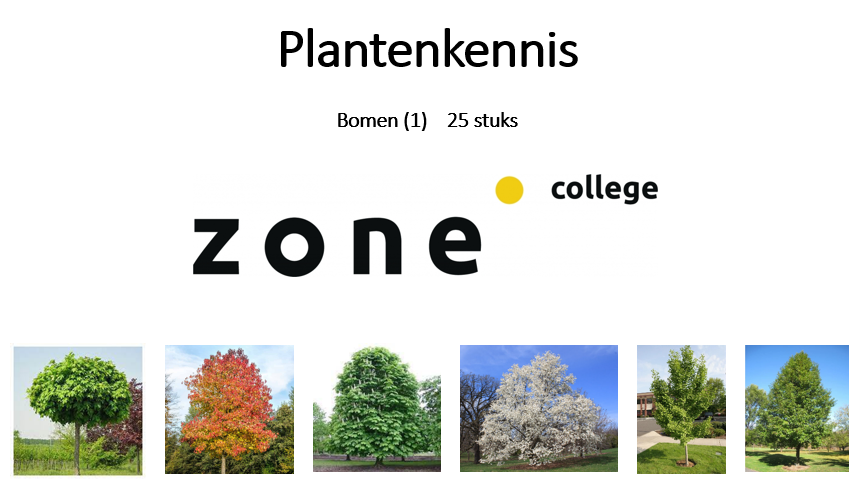 Plantenkennis
Bomen (1) 25 stuks
college
zone